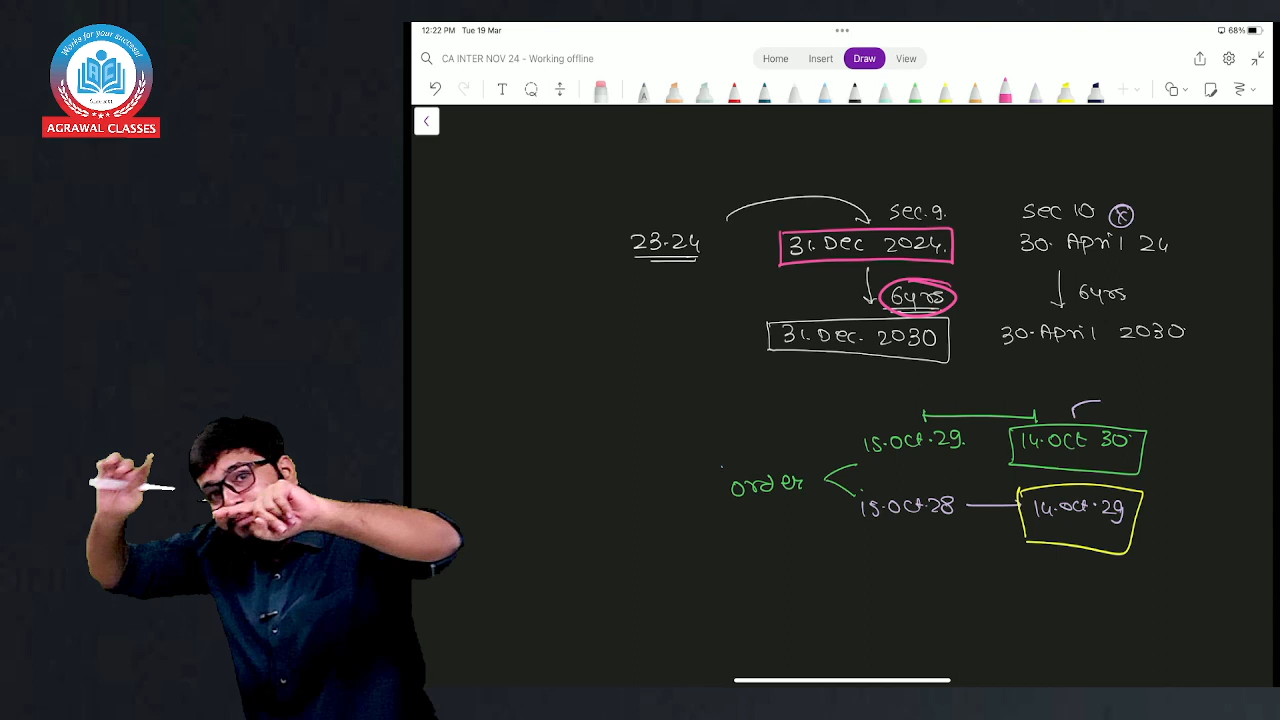 Works for your success!
AC
AGRAWAL CLASSES
12:22 PM Tue 19 Mar
68%
CA INTER NOV 24 - Working offline
Home Insert Draw View
sec.9. sec 10 x
23.24 31. Dec 2024. 30. April 24
6yrs 6yrs
31. Dec. 2030 30. April 2030
15.oct.29. 14.oct 30
order
15.oct.28 14.oct.29